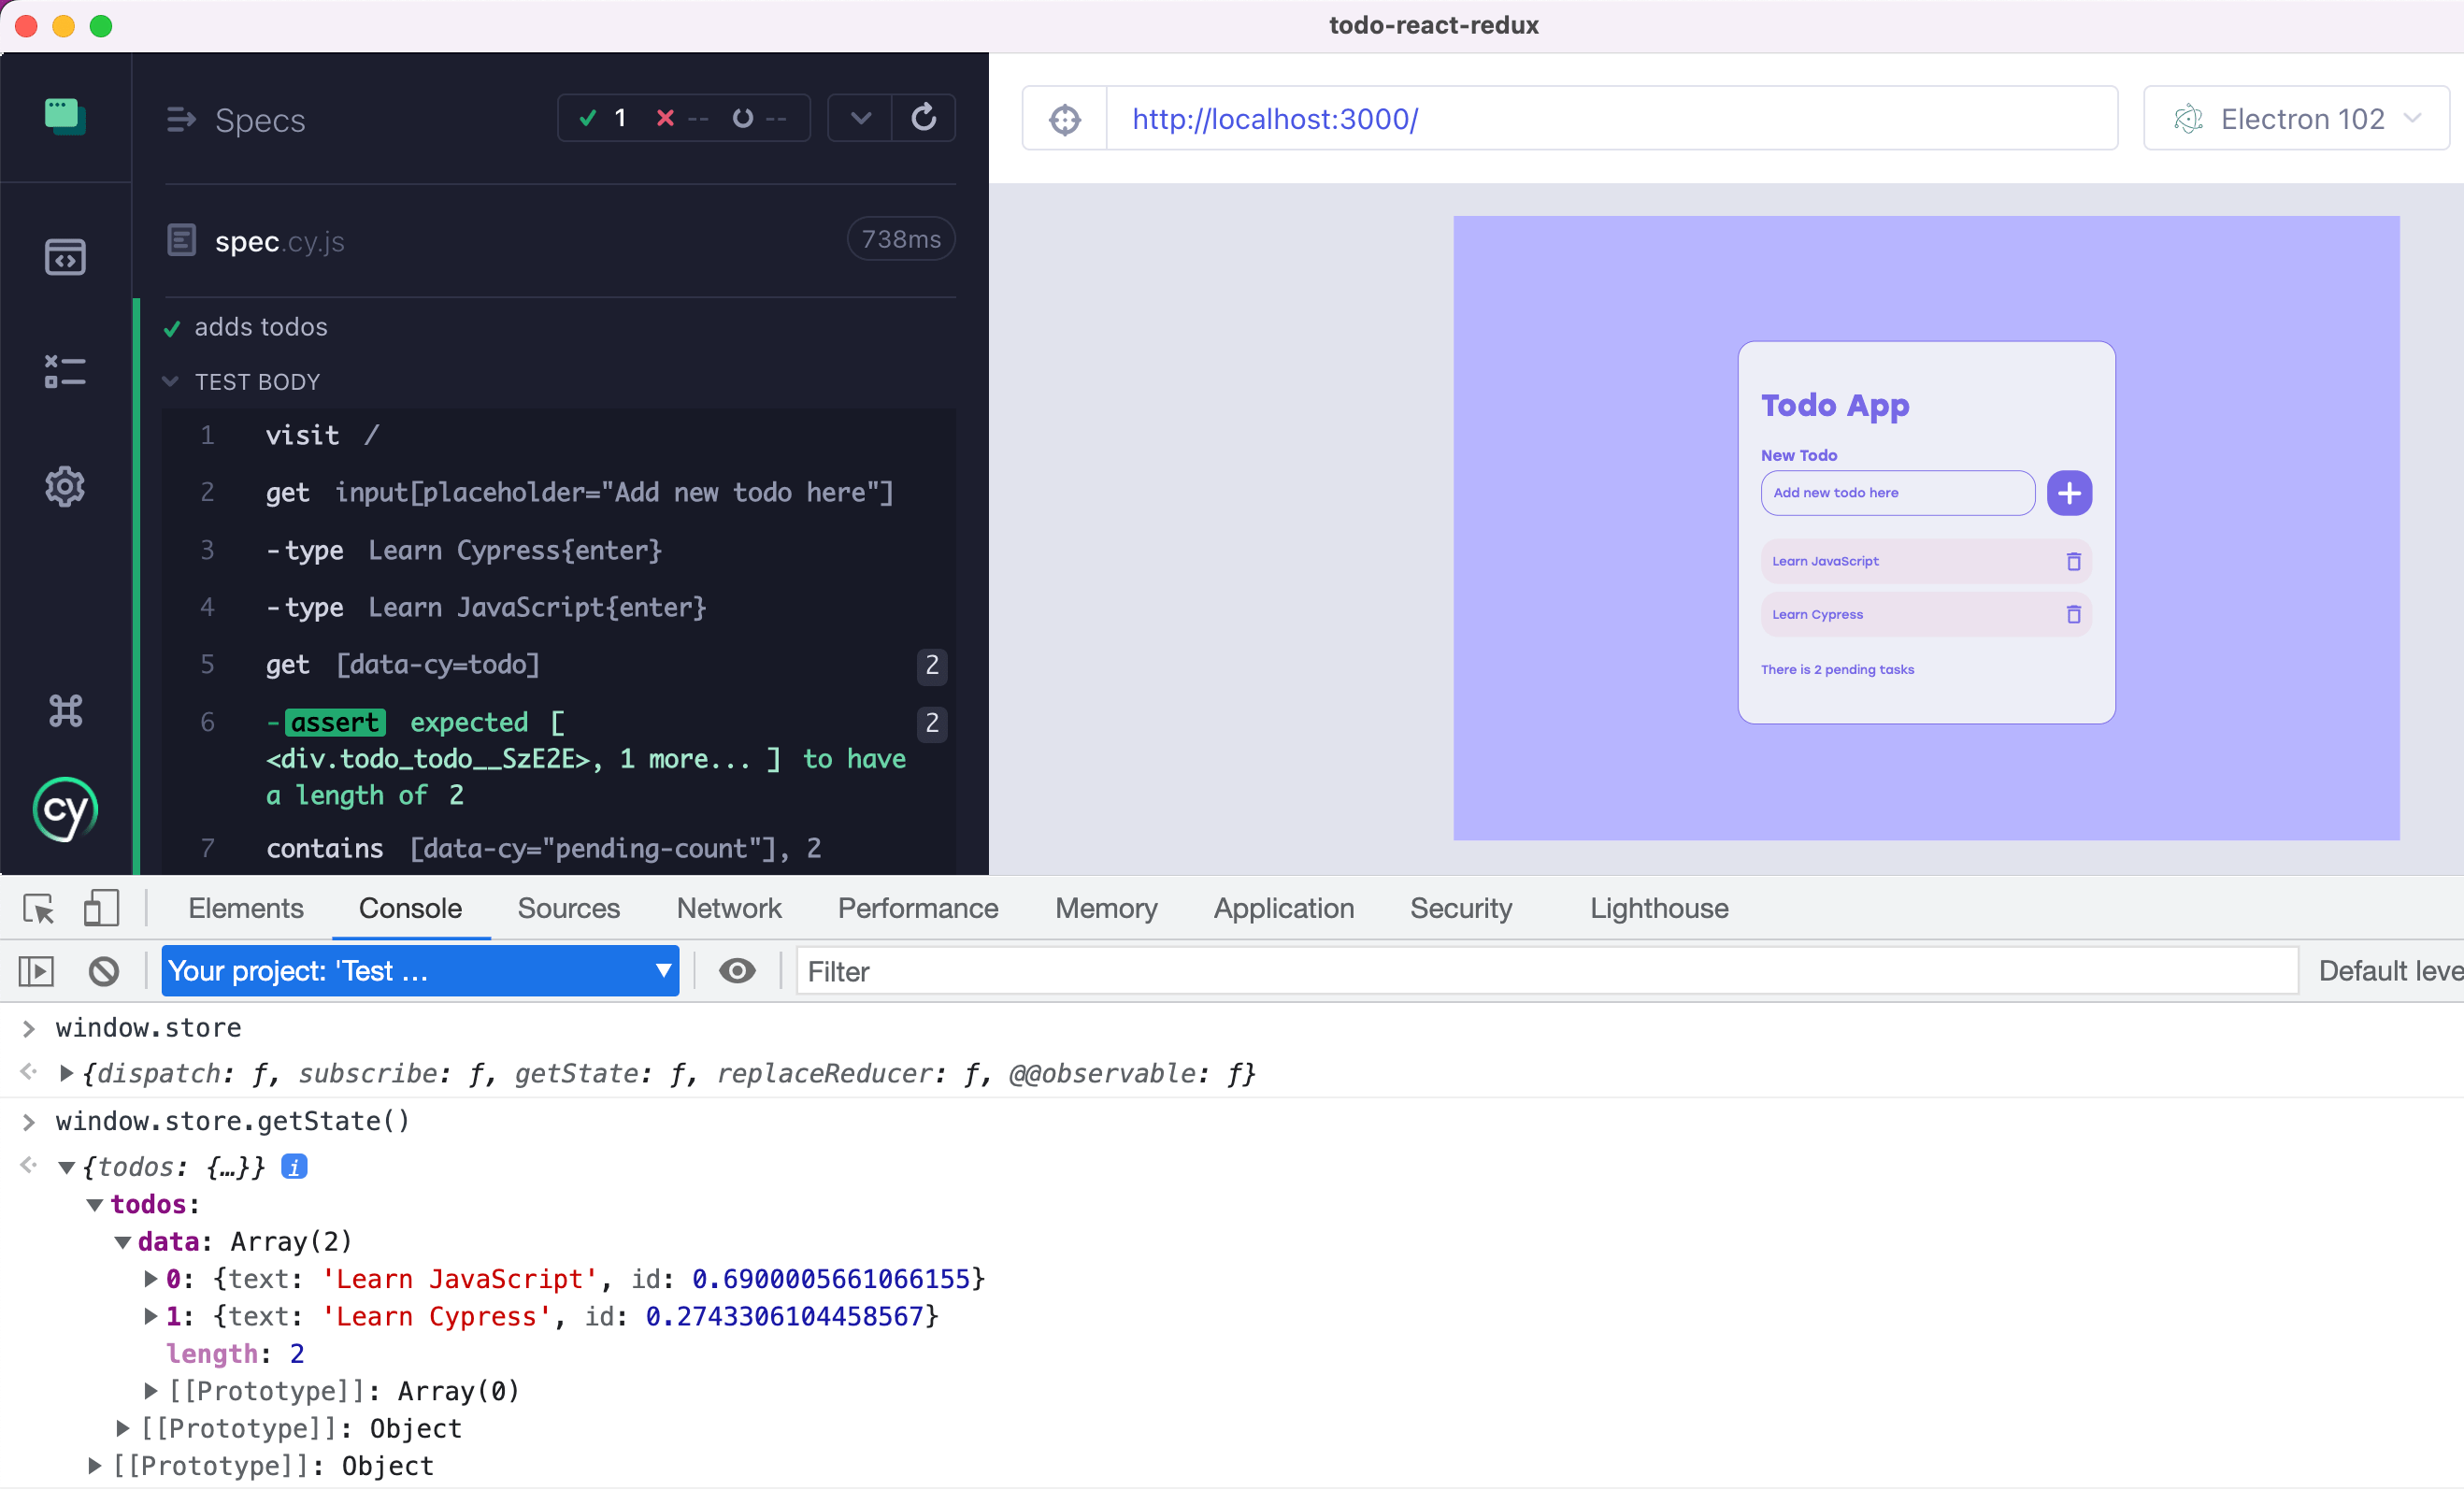 todo-react-redux
Specs
1 -- --
http://localhost:3000/
Electron 102
spec.cy.js
738ms
adds todos
TEST BODY
1 visit /
2 get input[placeholder="Add new todo here"]
3 -type Learn Cypress{enter}
4 -type Learn JavaScript{enter}
5 get [data-cy=todo] 2
6 -assert expected [ 2
<div.todo_todo__SzE2E>, 1 more... ] to have
a length of 2
7 contains [data-cy="pending-count"], 2
cy
Todo App
New Todo
Add new todo here
Learn JavaScript
Learn Cypress
There is 2 pending tasks
Elements Console Sources Network Performance Memory Application Security Lighthouse
Your project: 'Test ... Filter Default leve
> window.store
{dispatch: ƒ, subscribe: ƒ, getState: ƒ, replaceReducer: ƒ, @@observable: ƒ}
> window.store.getState()
{todos: {…}} i
todos:
data: Array(2)
0: {text: 'Learn JavaScript', id: 0.6900005661066155}
1: {text: 'Learn Cypress', id: 0.2743306104458567}
length: 2
[[Prototype]]: Array(0)
[[Prototype]]: Object
[[Prototype]]: Object